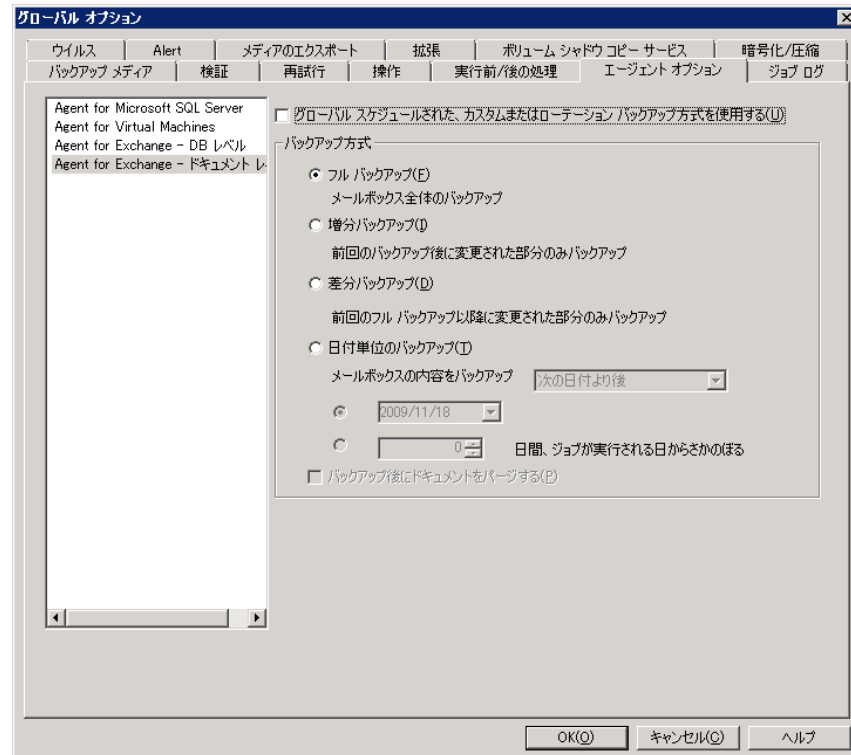 グローバル オプション
ウイルス
Alert
メディアのエクスポート
拡張
ボリューム シャドウ コピー サービス
暗号化/圧縮
バックアップ メディア
検証
再試行
操作
実行前/後の処理
エージェント オプション
ジョブ ログ
Agent for Microsoft SQL Server
Agent for Virtual Machines
Agent for Exchange - DB レベル
Agent for Exchange - ドキュメント レ
グローバル スケジュールされた、カスタムまたはローテーション バックアップ方式を使用する(U)
バックアップ方式
フル バックアップ(F)
メールボックス全体のバックアップ
増分バックアップ(I)
前回のバックアップ後に変更された部分のみバックアップ
差分バックアップ(D)
前回のフル バックアップ以降に変更された部分のみバックアップ
日付単位のバックアップ(T)
メールボックスの内容をバックアップ 次の日付より後
2009/11/18
0 日間、ジョブが実行される日からさかのぼる
バックアップ後にドキュメントをパージする(P)
OK(O)
キャンセル(C)
ヘルプ